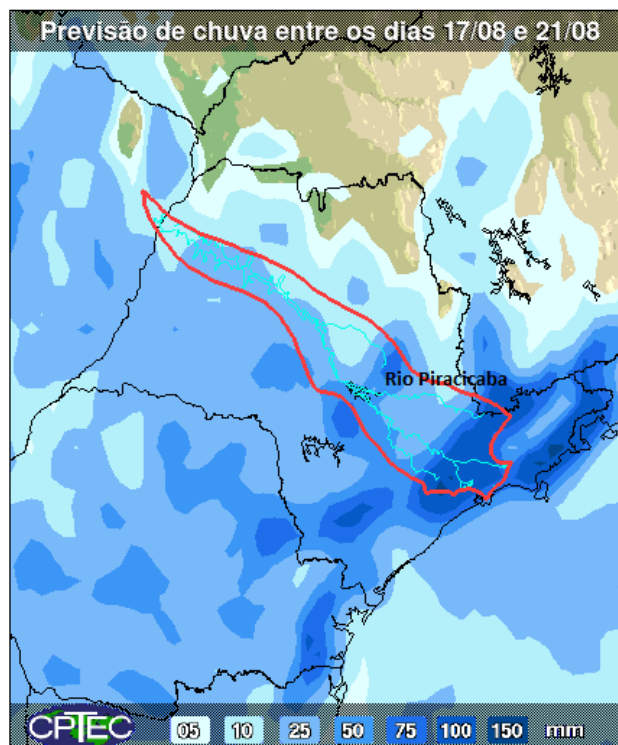 Previsão de chuva entre os dias 17/08 e 21/08
Rio Piracicaba
CPTEC 05 10 25 50 75 100 150 mm